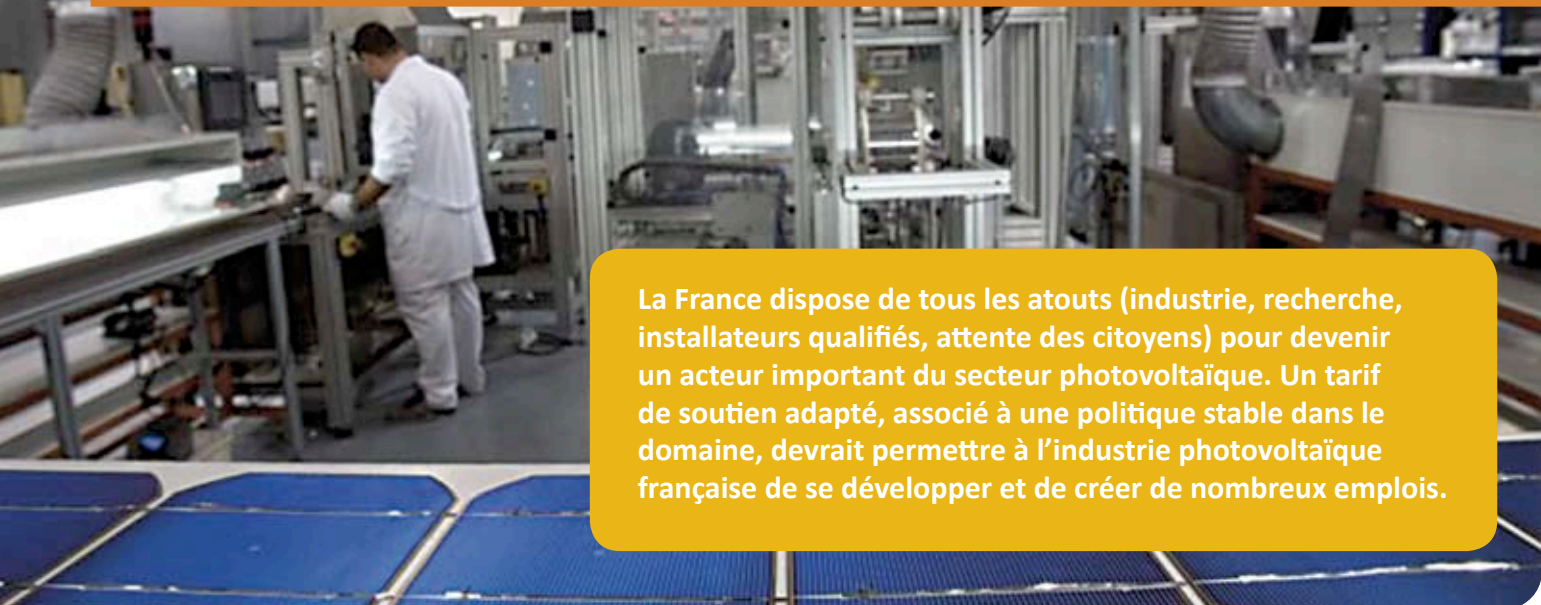 La France dispose de tous les atouts (industrie, recherche,
installateurs qualifiés, attente des citoyens) pour devenir
un acteur important du secteur photovoltaïque. Un tarif
de soutien adapté, associé à une politique stable dans le
domaine, devrait permettre à l’industrie photovoltaïque
française de se développer et de créer de nombreux emplois.